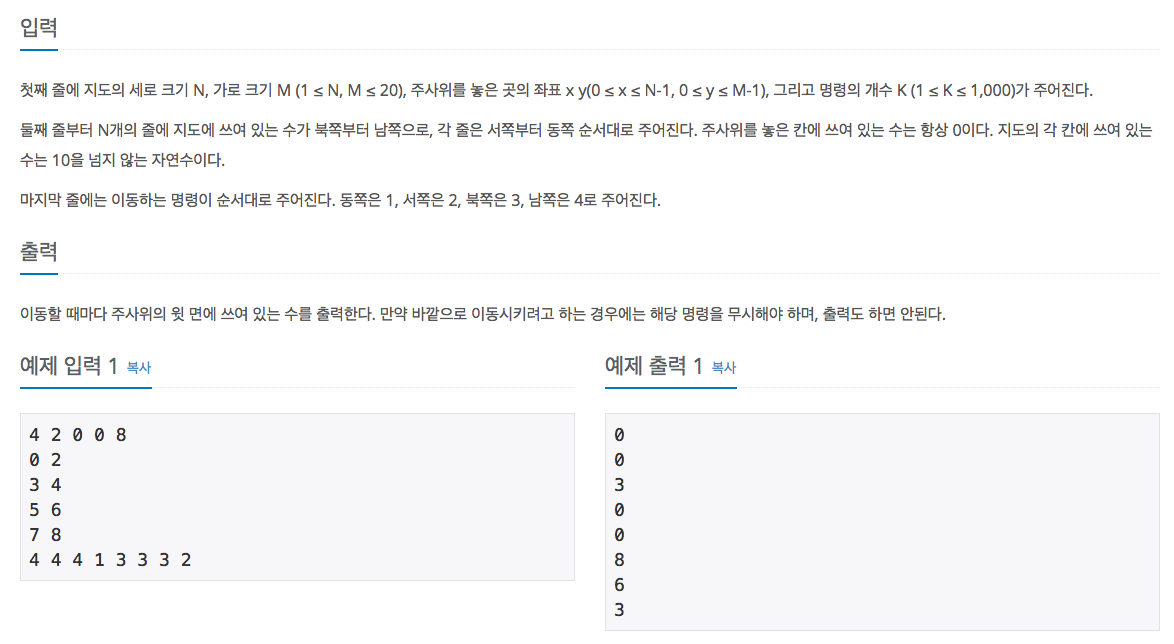 입력
첫째 줄에 지도의 세로 크기 N, 가로 크기 M (1 ≤ N, M ≤ 20), 주사위를 놓은 곳의 좌표 x y(0 ≤ x ≤ N-1, 0 ≤ y ≤ M-1), 그리고 명령의 개수 K (1 ≤ K ≤ 1,000)가 주어진다.
둘째 줄부터 N개의 줄에 지도에 쓰여 있는 수가 북쪽부터 남쪽으로, 각 줄은 서쪽부터 동쪽 순서대로 주어진다. 주사위를 놓은 칸에 쓰여 있는 수는 항상 0이다. 지도의 각 칸에 쓰여 있는
수는 10을 넘지 않는 자연수이다.
마지막 줄에는 이동하는 명령이 순서대로 주어진다. 동쪽은 1, 서쪽은 2, 북쪽은 3, 남쪽은 4로 주어진다.
출력
이동할 때마다 주사위의 윗 면에 쓰여 있는 수를 출력한다. 만약 바깥으로 이동시키려고 하는 경우에는 해당 명령을 무시해야 하며, 출력도 하면 안된다.
예제 입력 1 복사
4 2 0 0 8
0 2
3 4
5 6
7 8
4 4 4 1 3 3 3 2
예제 출력 1 복사
0
0
3
0
0
8
6
3